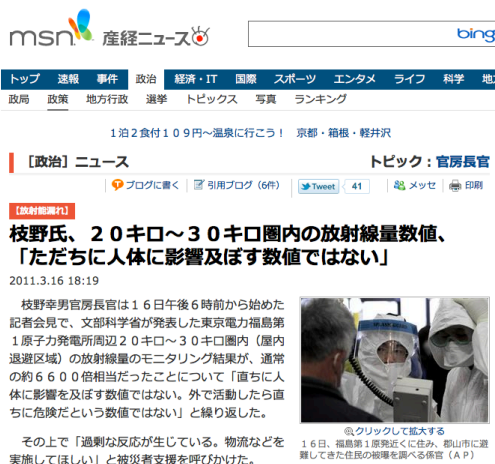 msn 産経ニュース
bing
トップ 速報 事件 政治 経済・IT 国際 スポーツ エンタメ ライフ 科学
政局 政策 地方行政 選挙 トピックス 写真 ランキング
１泊２食付１０９円～温泉に行こう！ 京都・箱根・軽井沢
［政治］ニュース
トピック：官房長官
ブログに書く 引用ブログ（6件） Tweet 41 メッセ 印刷
【放射能漏れ】
枝野氏、２０キロ～３０キロ圏内の放射線量数値、
「ただちに人体に影響及ぼす数値ではない」
2011.3.16 18:19
枝野幸男官房長官は１６日午後６時前から始めた
記者会見で、文部科学省が発表した東京電力福島第
１原子力発電所周辺２０キロ～３０キロ圏内（屋内
退避区域）の放射線量のモニタリング結果が、通常
の約６６００倍相当だったことについて「直ちに人
体に影響を及ぼす数値ではない。外で活動したら直
ちに危険だという数値ではない」と繰り返した。
その上で「過剰な反応が生じている。物流などを
実施してほしい」と被災者支援を呼びかけた。
クリックして拡大する
１６日、福島第１原発近くに住み、郡山市に避
難してきた住民の被曝を調べる係官（ＡＰ）